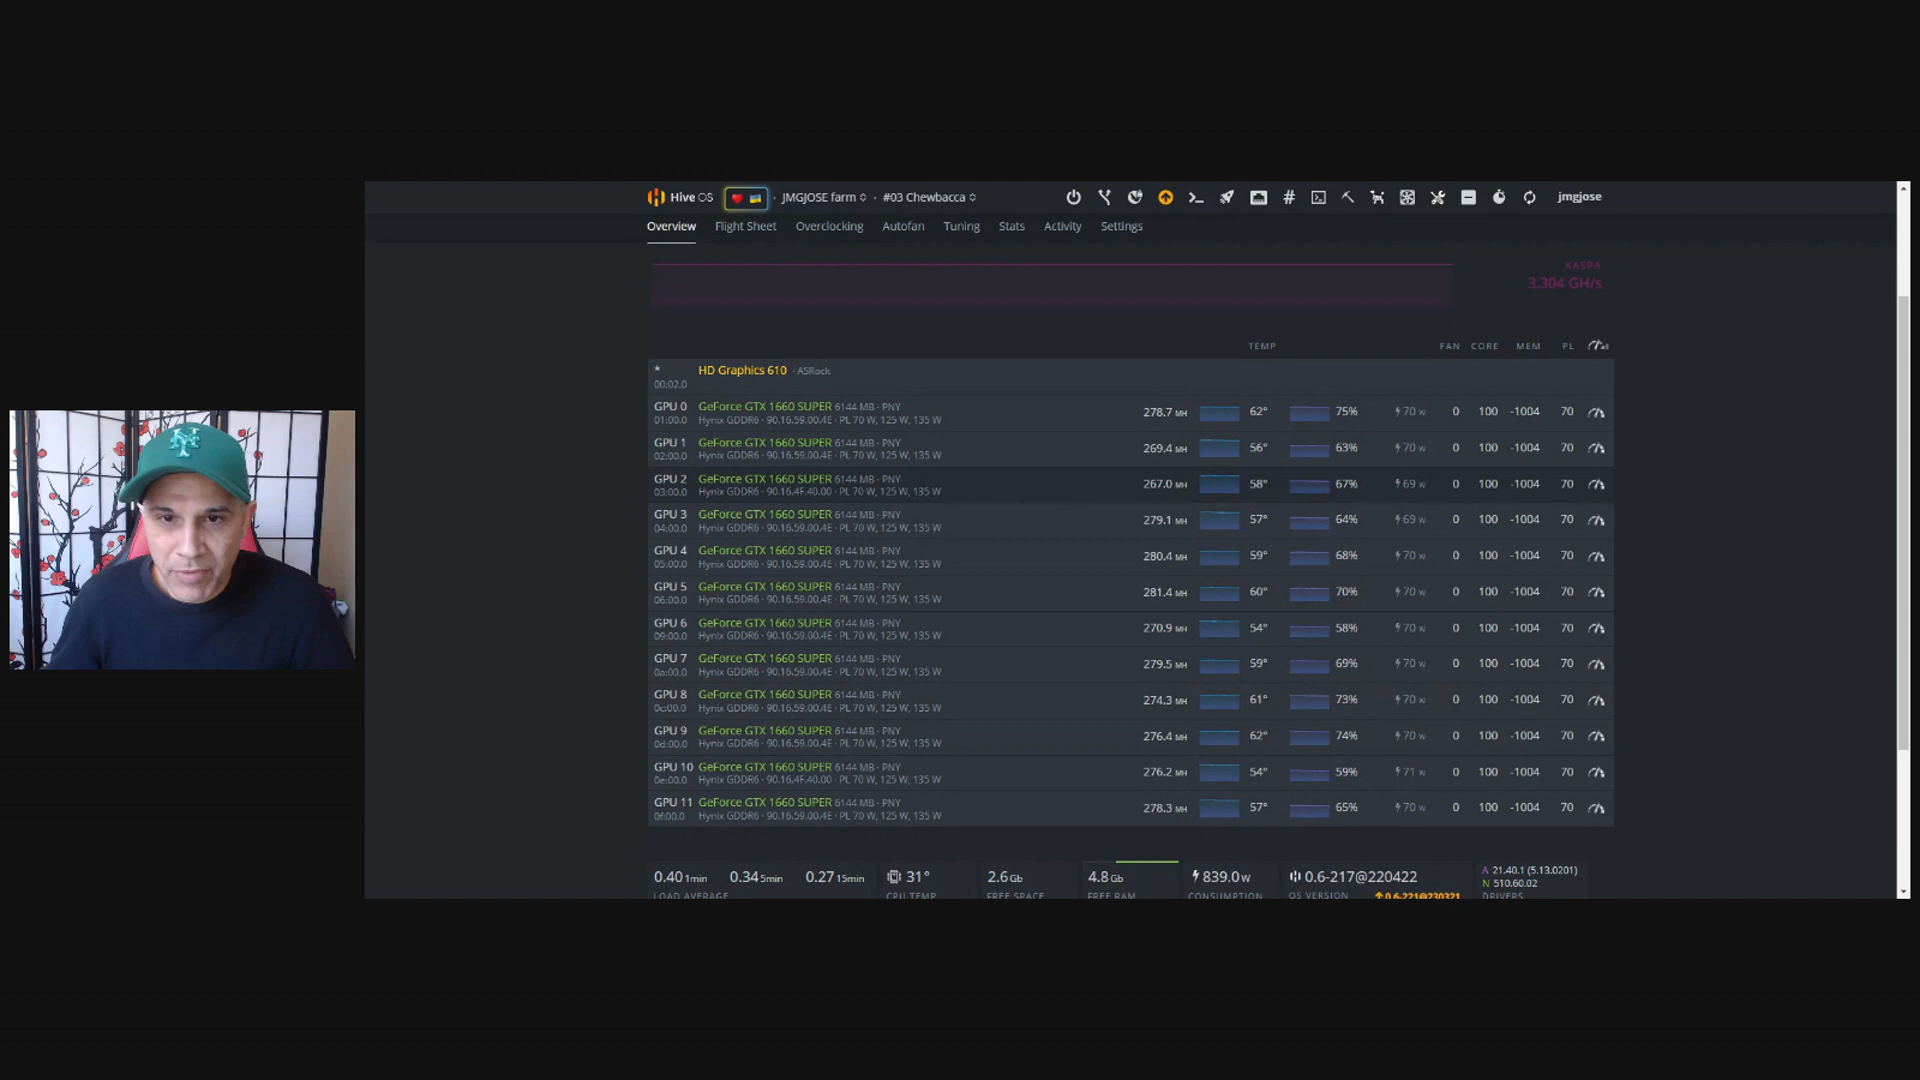 Hive OS · JMGJOSE farm · #03 Chewbacca jmgjose
Overview Flight Sheet Overclocking Autofan Tuning Stats Activity Settings
KASPA
3.304 GH/s
TEMP FAN CORE MEM PL
* HD Graphics 610 · ASRock
00:02.0
GPU 0 GeForce GTX 1660 SUPER 6144 MB · PNY 278.7 MH 62° 75% 70 W 0 100 -1004 70
01:00.0 Hynix GDDR6 · 90.16.59.00.4E · PL 70 W, 125 W, 135 W
GPU 1 GeForce GTX 1660 SUPER 6144 MB · PNY 269.4 MH 56° 63% 70 W 0 100 -1004 70
02:00.0 Hynix GDDR6 · 90.16.59.00.4E · PL 70 W, 125 W, 135 W
GPU 2 GeForce GTX 1660 SUPER 6144 MB · PNY 267.0 MH 58° 67% 69 W 0 100 -1004 70
03:00.0 Hynix GDDR6 · 90.16.4F.40.00 · PL 70 W, 125 W, 135 W
GPU 3 GeForce GTX 1660 SUPER 6144 MB · PNY 279.1 MH 57° 64% 69 W 0 100 -1004 70
04:00.0 Hynix GDDR6 · 90.16.59.00.4E · PL 70 W, 125 W, 135 W
GPU 4 GeForce GTX 1660 SUPER 6144 MB · PNY 280.4 MH 59° 68% 70 W 0 100 -1004 70
05:00.0 Hynix GDDR6 · 90.16.59.00.4E · PL 70 W, 125 W, 135 W
GPU 5 GeForce GTX 1660 SUPER 6144 MB · PNY 281.4 MH 60° 70% 70 W 0 100 -1004 70
06:00.0 Hynix GDDR6 · 90.16.59.00.4E · PL 70 W, 125 W, 135 W
GPU 6 GeForce GTX 1660 SUPER 6144 MB · PNY 270.9 MH 54° 58% 70 W 0 100 -1004 70
09:00.0 Hynix GDDR6 · 90.16.59.00.4E · PL 70 W, 125 W, 135 W
GPU 7 GeForce GTX 1660 SUPER 6144 MB · PNY 279.5 MH 59° 69% 70 W 0 100 -1004 70
0a:00.0 Hynix GDDR6 · 90.16.59.00.4E · PL 70 W, 125 W, 135 W
GPU 8 GeForce GTX 1660 SUPER 6144 MB · PNY 274.3 MH 61° 73% 70 W 0 100 -1004 70
0c:00.0 Hynix GDDR6 · 90.16.59.00.4E · PL 70 W, 125 W, 135 W
GPU 9 GeForce GTX 1660 SUPER 6144 MB · PNY 276.4 MH 62° 74% 70 W 0 100 -1004 70
0d:00.0 Hynix GDDR6 · 90.16.59.00.4E · PL 70 W, 125 W, 135 W
GPU 10 GeForce GTX 1660 SUPER 6144 MB · PNY 276.2 MH 54° 59% 71 W 0 100 -1004 70
0e:00.0 Hynix GDDR6 · 90.16.4F.40.00 · PL 70 W, 125 W, 135 W
GPU 11 GeForce GTX 1660 SUPER 6144 MB · PNY 278.3 MH 57° 65% 70 W 0 100 -1004 70
0f:00.0 Hynix GDDR6 · 90.16.59.00.4E · PL 70 W, 125 W, 135 W
0.40 1min 0.34 5min 0.27 15min 31° 2.6 Gb 4.8 Gb 839.0 W 0.6-217@220422 A 21.40.1 (5.13.0201)
N 510.60.02
LOAD AVERAGE CPU TEMP FREE SPACE FREE RAM CONSUMPTION OS VERSION 0.6-221@230321 DRIVERS